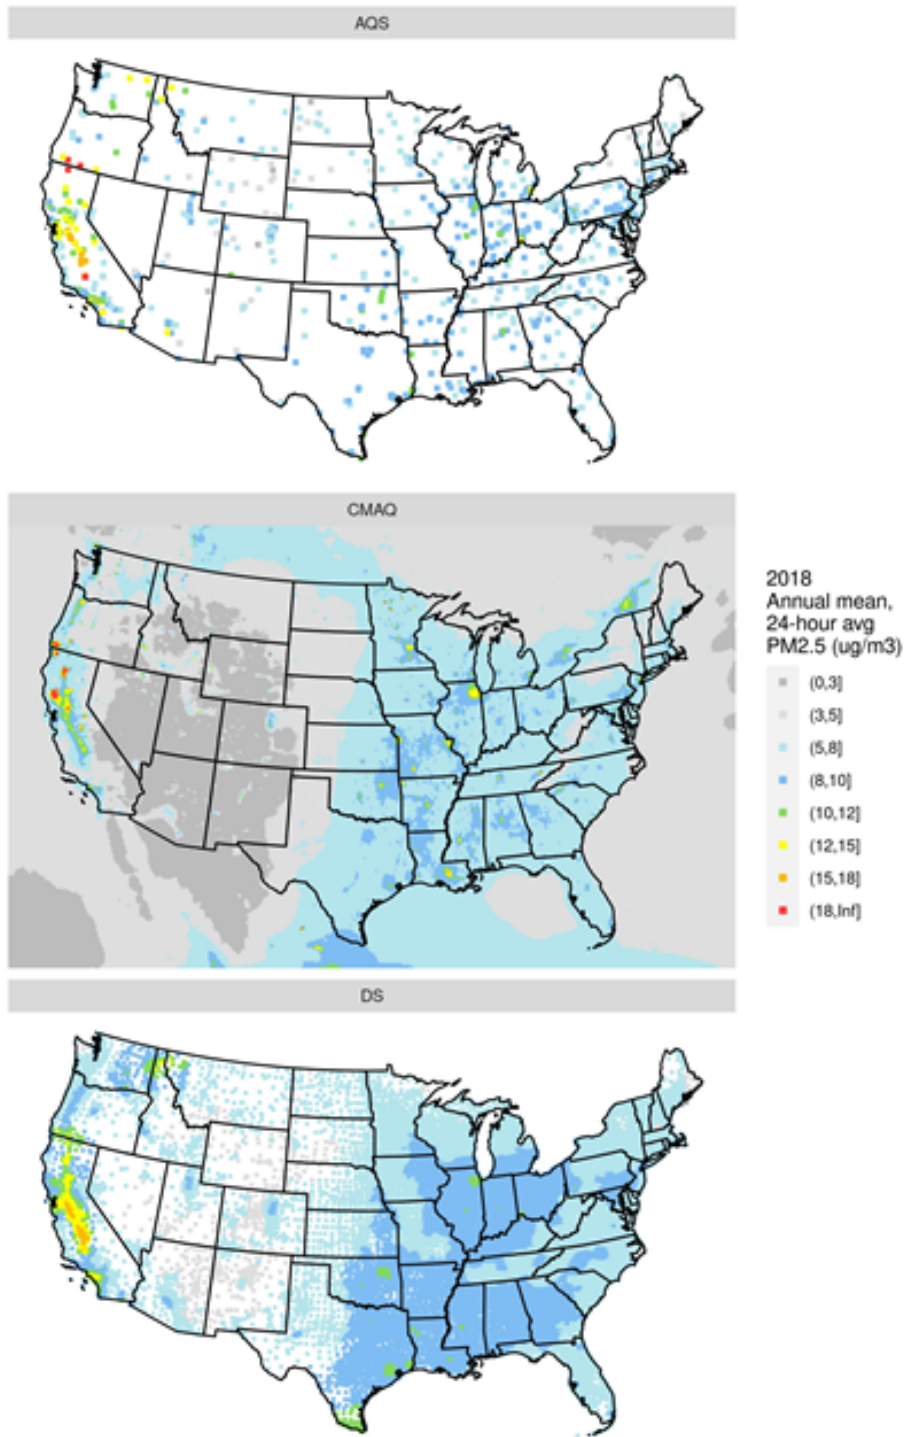 AQS
CMAQ
2018
Annual mean,
24-hour avg
PM2.5 (ug/m3)
(0,3]
(3,5]
(5,8]
(8,10]
(10,12]
(12,15]
(15,18]
(18,Inf]
DS